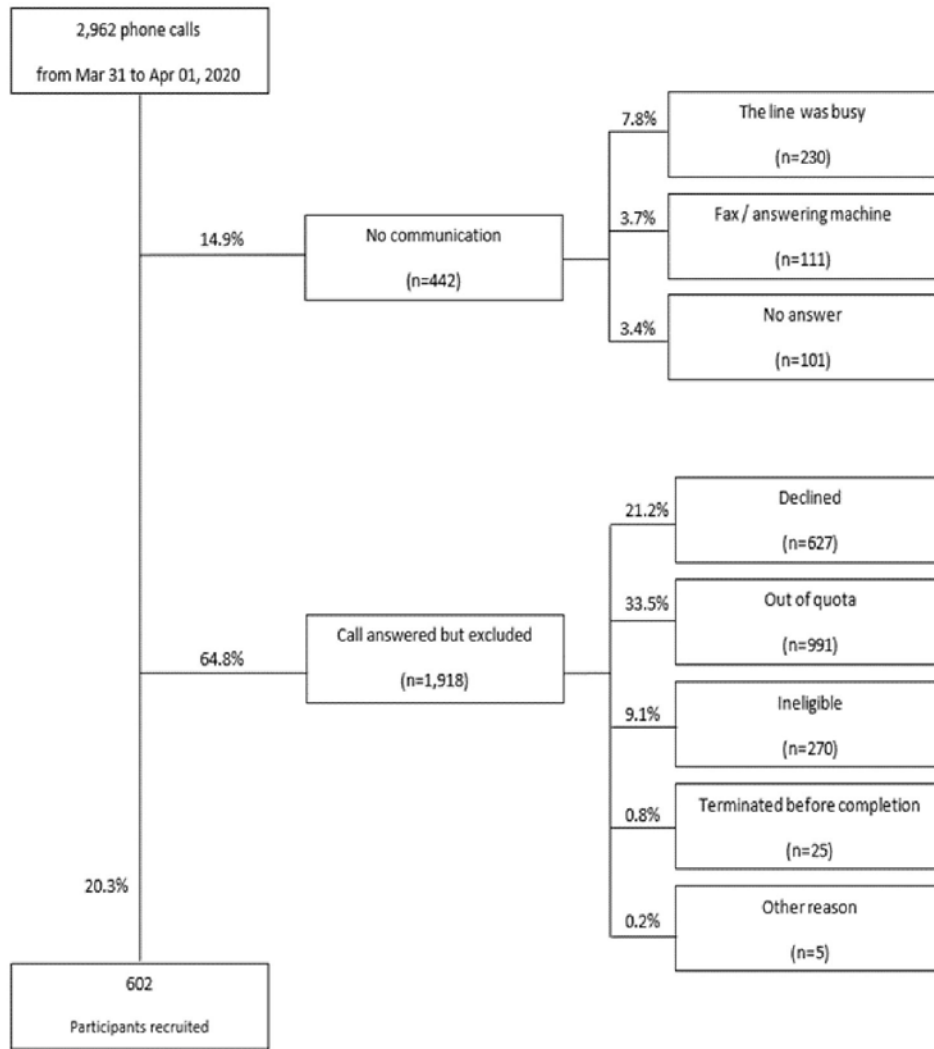 2,962 phone calls
from Mar 31 to Apr 01, 2020
7.8%
The line was busy
(n=230)
14.9%
No communication
(n=442)
3.7%
Fax / answering machine
(n=111)
3.4%
No answer
(n=101)
21.2%
Declined
(n=627)
33.5%
Out of quota
(n=991)
64.8%
Call answered but excluded
(n=1,918)
9.1%
Ineligible
(n=270)
0.8%
Terminated before completion
(n=25)
0.2%
Other reason
(n=5)
20.3%
602
Participants recruited